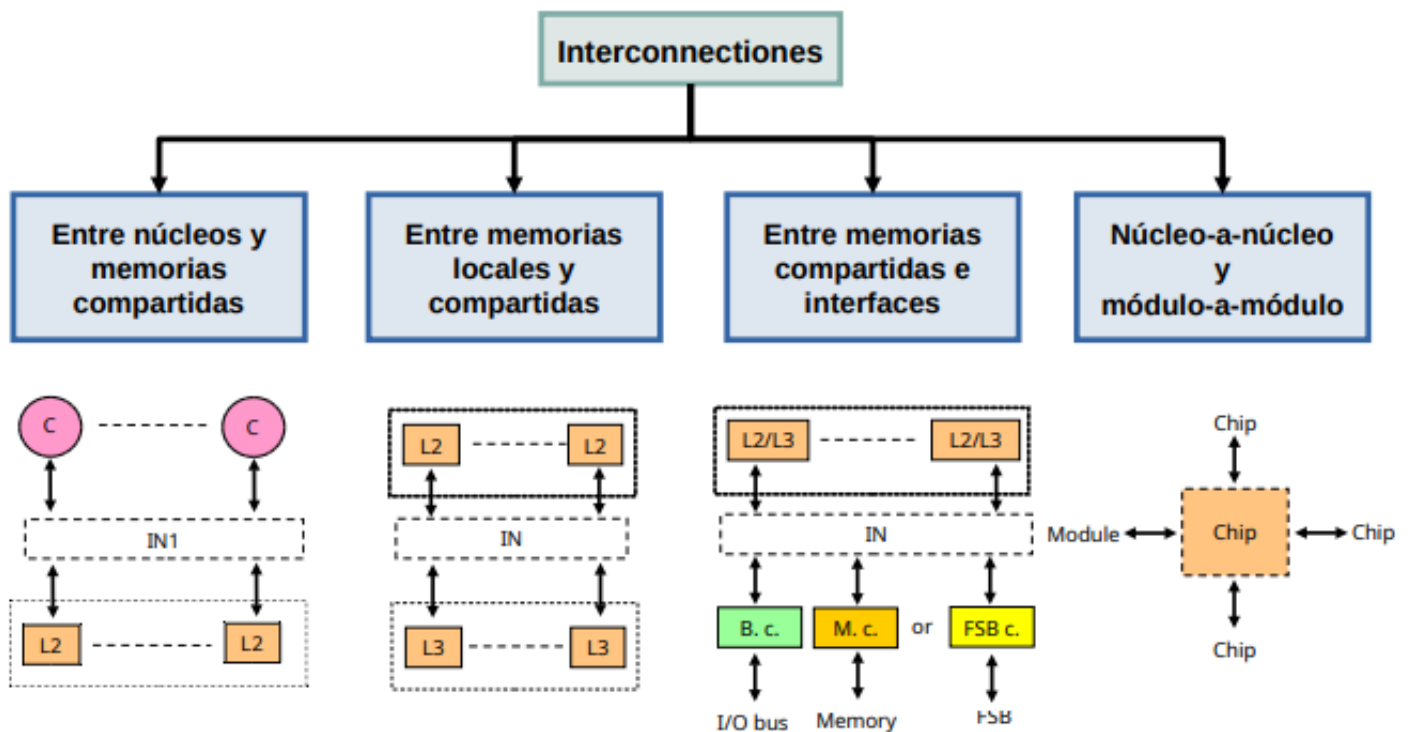 Interconnectiones
Entre núcleos y
memorias
compartidas
Entre memorias
locales y
compartidas
Entre memorias
compartidas e
interfaces
Núcleo-a-núcleo
y
módulo-a-módulo
C C
IN1
L2 L2
L2 L2
IN
L3 L3
L2/L3 L2/L3
IN
B. c. M. c. or FSB c.
I/O bus Memory FSB
Chip
Module Chip Chip
Chip